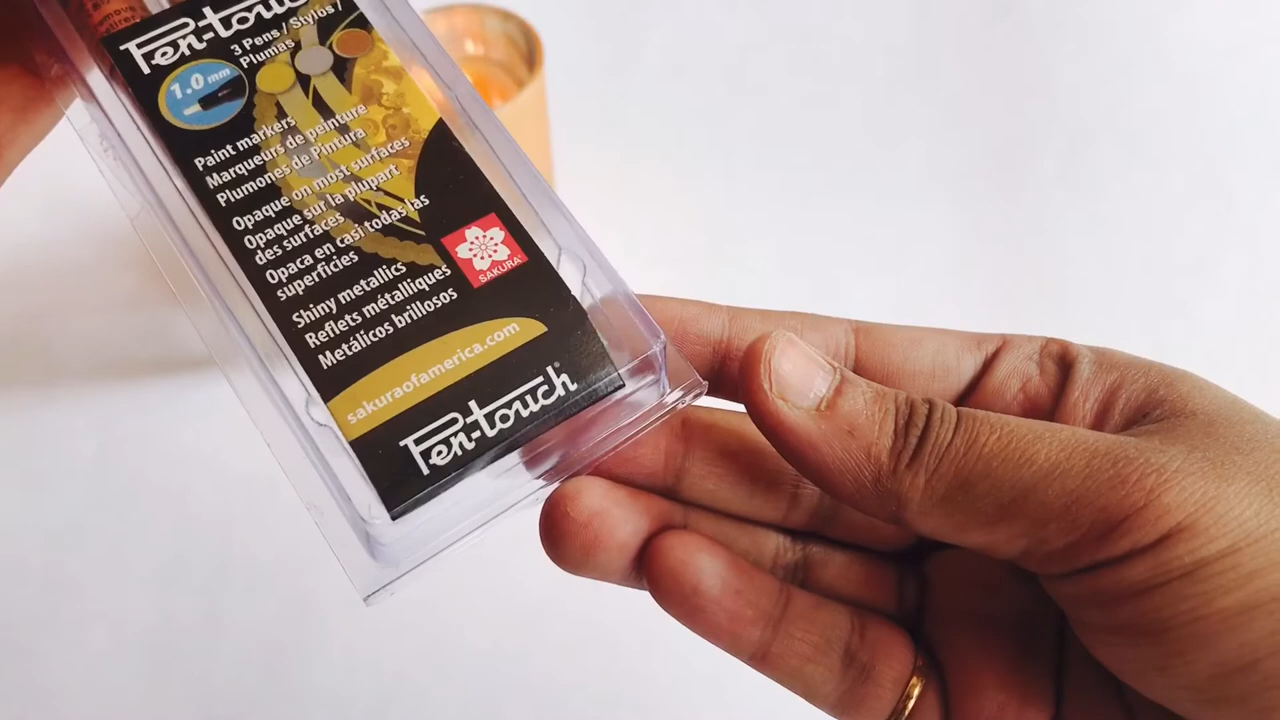 Pen-touch
3 Pens / Stylos /
Plumas
1.0 mm
Paint markers
Marqueurs de peinture
Plumones de Pintura
Opaque on most surfaces
Opaque sur la plupart
des surfaces
Opaca en casi todas las
superficies
Shiny metallics
Reflets métalliques
Metálicos brillosos
SAKURA®
sakuraofamerica.com
Pen-touch®